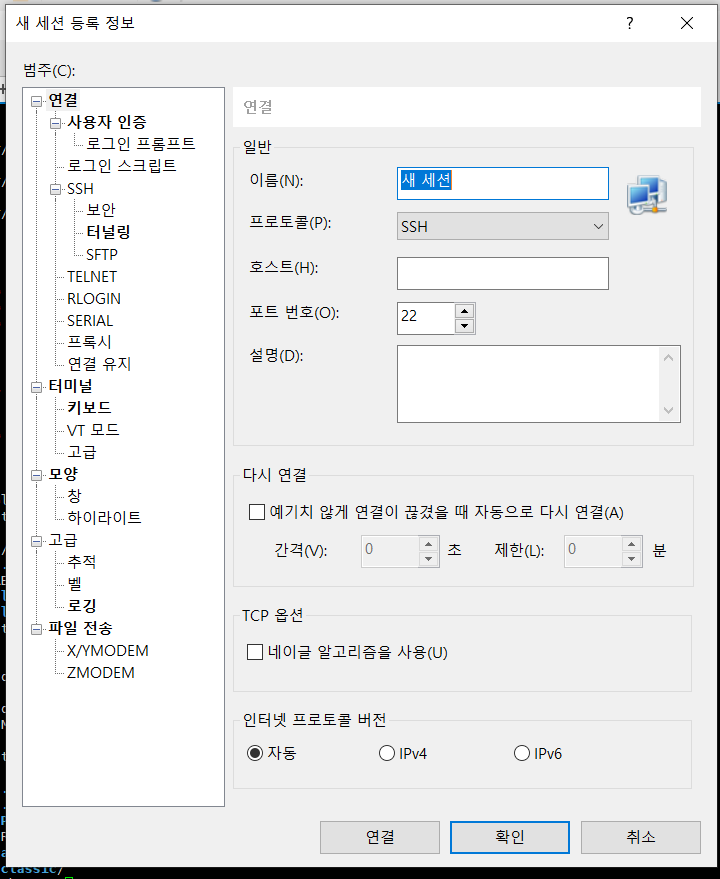 새 세션 등록 정보
?
범주(C):
연결
사용자 인증
로그인 프롬프트
로그인 스크립트
SSH
보안
터널링
SFTP
TELNET
RLOGIN
SERIAL
프록시
연결 유지
터미널
키보드
VT 모드
고급
모양
창
하이라이트
고급
추적
벨
로깅
파일 전송
X/YMODEM
ZMODEM
연결
일반
이름(N):
새 세션
프로토콜(P):
SSH
호스트(H):
포트 번호(O):
22
설명(D):
다시 연결
예기치 않게 연결이 끊겼을 때 자동으로 다시 연결(A)
간격(V): 0 초 제한(L): 0 분
TCP 옵션
네이글 알고리즘을 사용(U)
인터넷 프로토콜 버전
자동 IPv4 IPv6
연결 확인 취소
classic/